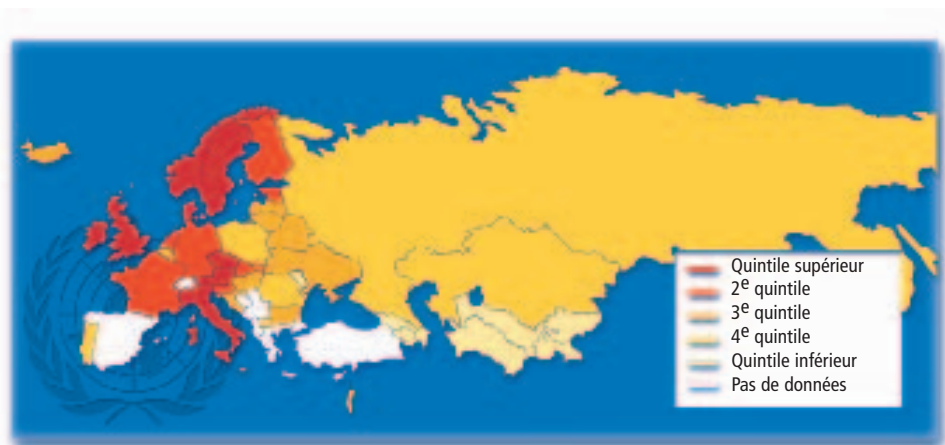 Quintile supérieur
2e quintile
3e quintile
4e quintile
Quintile inférieur
Pas de données